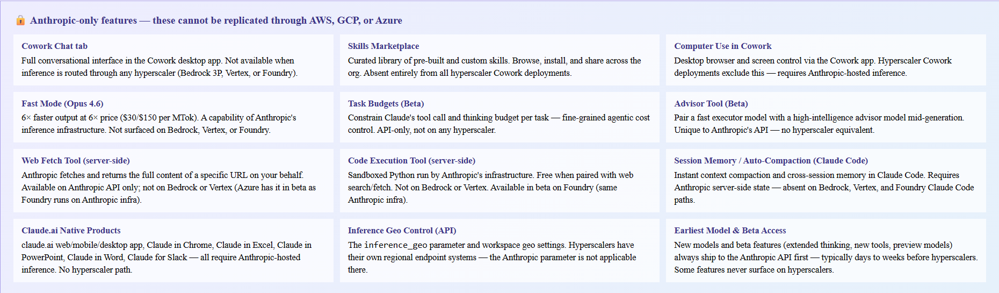 🔒 Anthropic-only features — these cannot be replicated through AWS, GCP, or Azure
Cowork Chat tab
Full conversational interface in the Cowork desktop app. Not available when
inference is routed through any hyperscaler (Bedrock 3P, Vertex, or Foundry).
Skills Marketplace
Curated library of pre-built and custom skills. Browse, install, and share across the
org. Absent entirely from all hyperscaler Cowork deployments.
Computer Use in Cowork
Desktop browser and screen control via the Cowork app. Hyperscaler Cowork
deployments exclude this — requires Anthropic-hosted inference.
Fast Mode (Opus 4.6)
6× faster output at 6× price ($30/$150 per MTok). A capability of Anthropic's
inference infrastructure. Not surfaced on Bedrock, Vertex, or Foundry.
Task Budgets (Beta)
Constrain Claude's tool call and thinking budget per task — fine-grained agentic cost
control. API-only, not on any hyperscaler.
Advisor Tool (Beta)
Pair a fast executor model with a high-intelligence advisor model mid-generation.
Unique to Anthropic's API — no hyperscaler equivalent.
Web Fetch Tool (server-side)
Anthropic fetches and returns the full content of a specific URL on your behalf.
Available on Anthropic API only; not on Bedrock or Vertex (Azure has it in beta as
Foundry runs on Anthropic infra).
Code Execution Tool (server-side)
Sandboxed Python run by Anthropic's infrastructure. Free when paired with web
search/fetch. Not on Bedrock or Vertex. Available in beta on Foundry (same
Anthropic infra).
Session Memory / Auto-Compaction (Claude Code)
Instant context compaction and cross-session memory in Claude Code. Requires
Anthropic server-side state — absent on Bedrock, Vertex, and Foundry Claude Code
paths.
Claude.ai Native Products
claude.ai web/mobile/desktop app, Claude in Chrome, Claude in Excel, Claude in
PowerPoint, Claude in Word, Claude for Slack — all require Anthropic-hosted
inference. No hyperscaler path.
Inference Geo Control (API)
The inference_geo parameter and workspace geo settings. Hyperscalers have
their own regional endpoint systems — the Anthropic parameter is not applicable
there.
Earliest Model & Beta Access
New models and beta features (extended thinking, new tools, preview models)
always ship to the Anthropic API first — typically days to weeks before hyperscalers.
Some features never surface on hyperscalers.